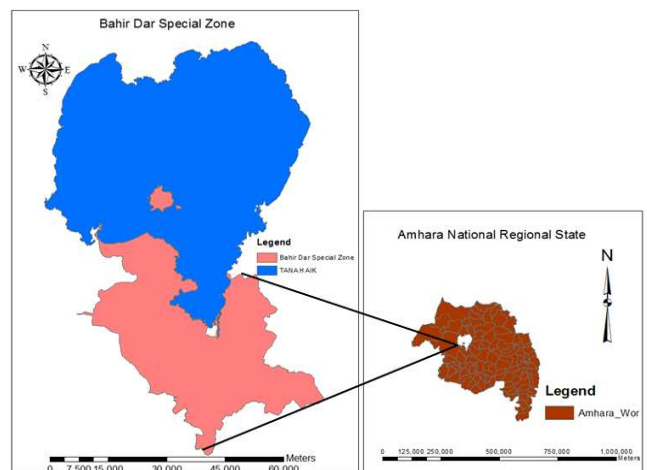 Bahir Dar Special Zone
N
W E
S
Legend
Bahir Dar Special Zone
TANA HAIK
Meters
0 7,500 15,000 30,000 45,000 60,000
Amhara National Regional State
N
Legend
Amhara_Wor
0 125,000 250,000 500,000 750,000 1,000,000
Meters